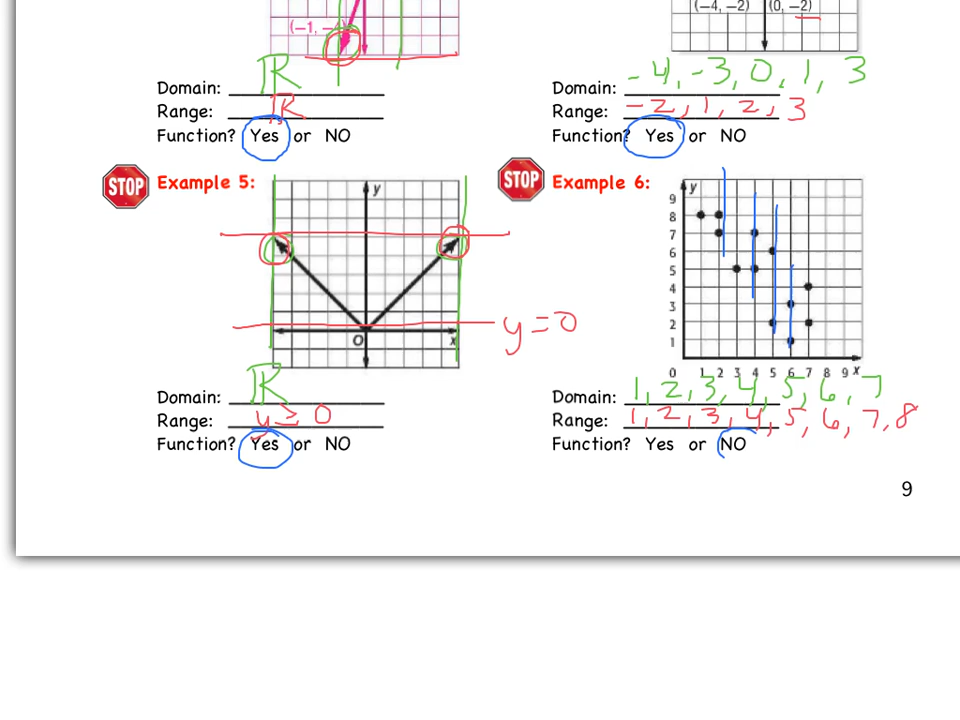 (-1, -
(-4, -2) (0, -2)
Domain: ℝ
Range: ℝ
Function? Yes or NO
Domain: -4, -3, 0, 1, 3
Range: -2, 1, 2, 3
Function? Yes or NO
STOP Example 5:
y
O x
y = 0
Domain: ℝ
Range: y ≥ 0
Function? Yes or NO
STOP Example 6:
y
9
8
7
6
5
4
3
2
1
0 1 2 3 4 5 6 7 8 9 x
Domain: 1, 2, 3, 4, 5, 6, 7
Range: 1, 2, 3, 4, 5, 6, 7, 8
Function? Yes or NO
9